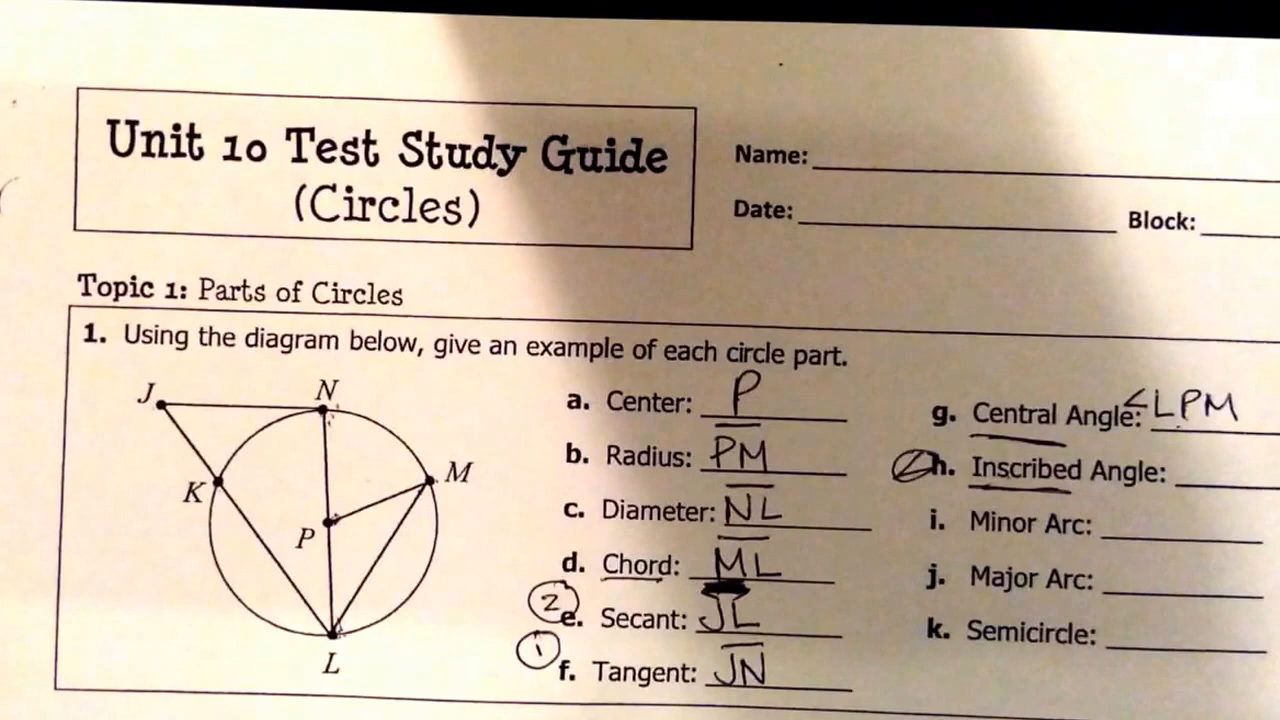 Unit 10 Test Study Guide
(Circles)
Name:
Date: Block:
Topic 1: Parts of Circles
1. Using the diagram below, give an example of each circle part.
J
N
K
M
P
L
a. Center: P
b. Radius: PM
c. Diameter: NL
d. Chord: ML
2 e. Secant: JL
1 f. Tangent: JN
g. Central Angle: ∠LPM
h. Inscribed Angle:
i. Minor Arc:
j. Major Arc:
k. Semicircle: